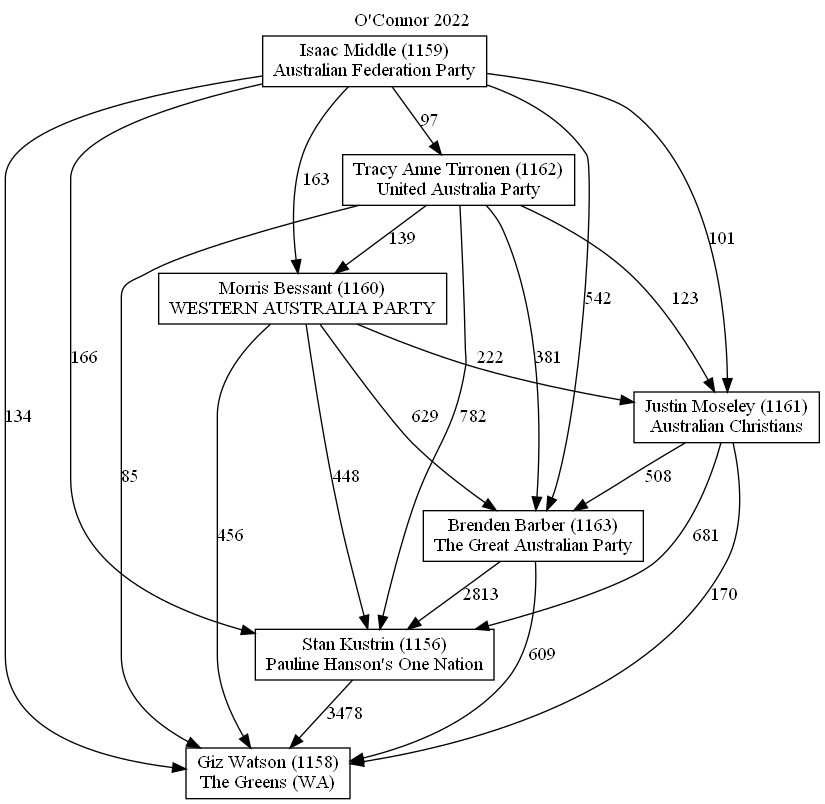 O'Connor 2022
Isaac Middle (1159)
Australian Federation Party
97
Tracy Anne Tirronen (1162)
United Australia Party
163
139
101
Morris Bessant (1160)
WESTERN AUSTRALIA PARTY
542
123
166
222
381
134
782
629
Justin Moseley (1161)
Australian Christians
85
448
508
Brenden Barber (1163)
The Great Australian Party
456
681
2813
170
Stan Kustrin (1156)
Pauline Hanson's One Nation
609
3478
Giz Watson (1158)
The Greens (WA)